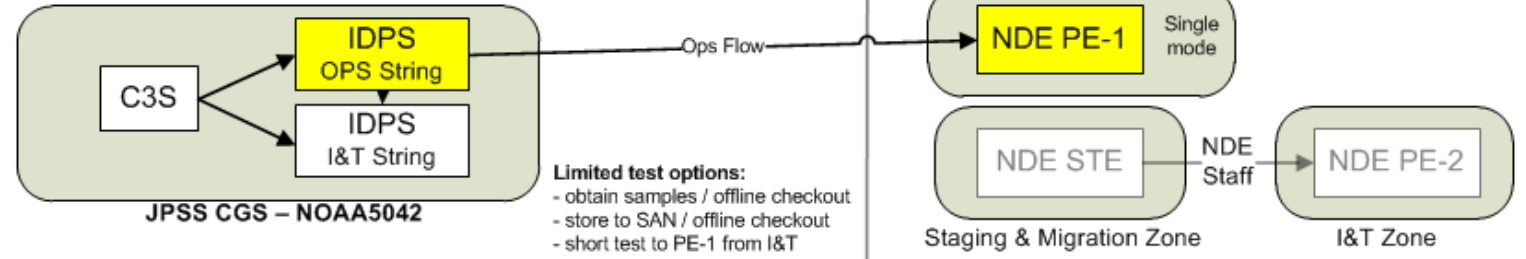 C3S
IDPS
OPS String
IDPS
I&T String
JPSS CGS – NOAA5042
Ops Flow
Limited test options:
- obtain samples / offline checkout
- store to SAN / offline checkout
- short test to PE-1 from I&T
NDE PE-1
Single
mode
NDE STE
NDE
Staff
NDE PE-2
Staging & Migration Zone
I&T Zone